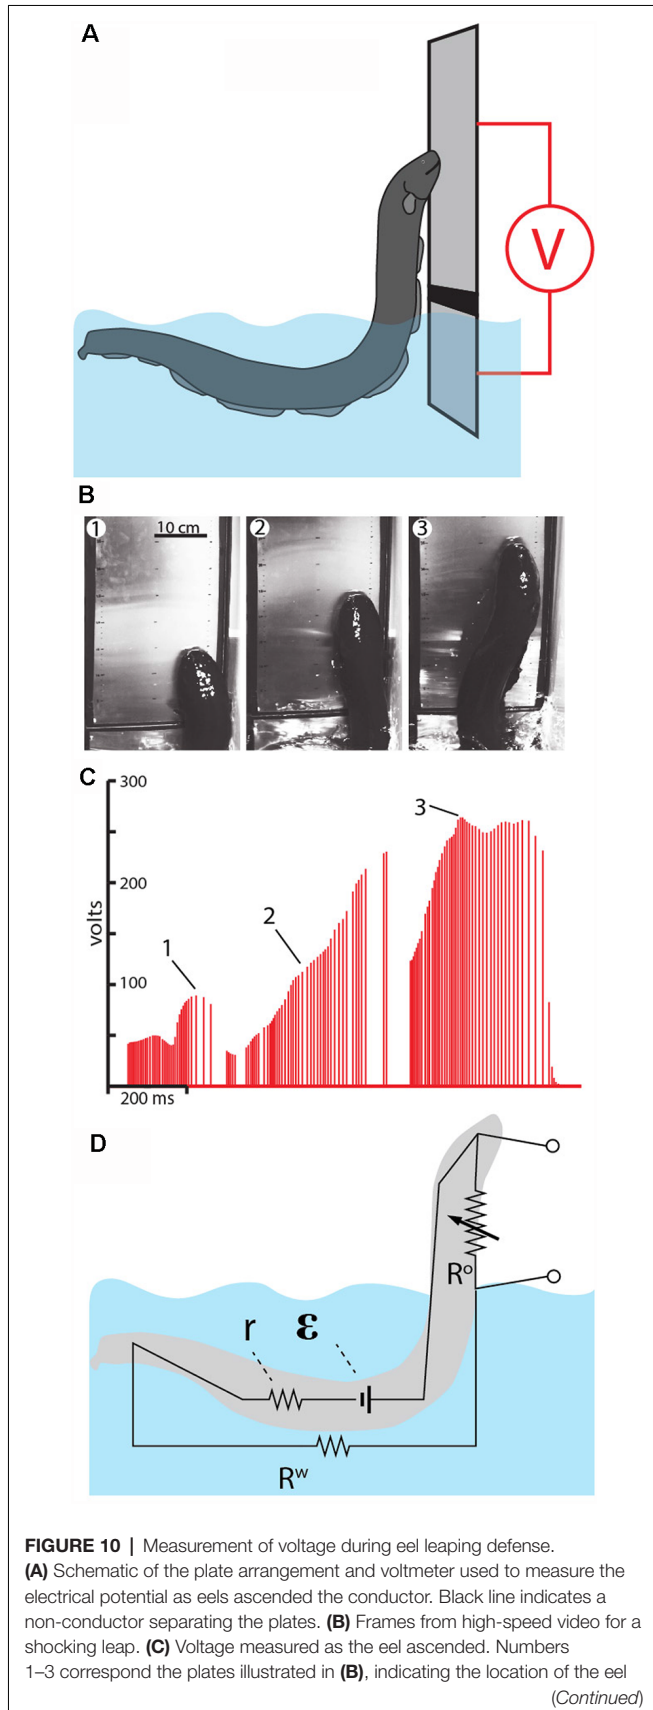 A
V
B
1
10 cm
2
3
C
300
200
100
volts
1
2
3
200 ms
D
Rº
r
ε
Rʷ
FIGURE 10 | Measurement of voltage during eel leaping defense.
(A) Schematic of the plate arrangement and voltmeter used to measure the
electrical potential as eels ascended the conductor. Black line indicates a
non-conductor separating the plates. (B) Frames from high-speed video for a
shocking leap. (C) Voltage measured as the eel ascended. Numbers
1–3 correspond the plates illustrated in (B), indicating the location of the eel
(Continued)